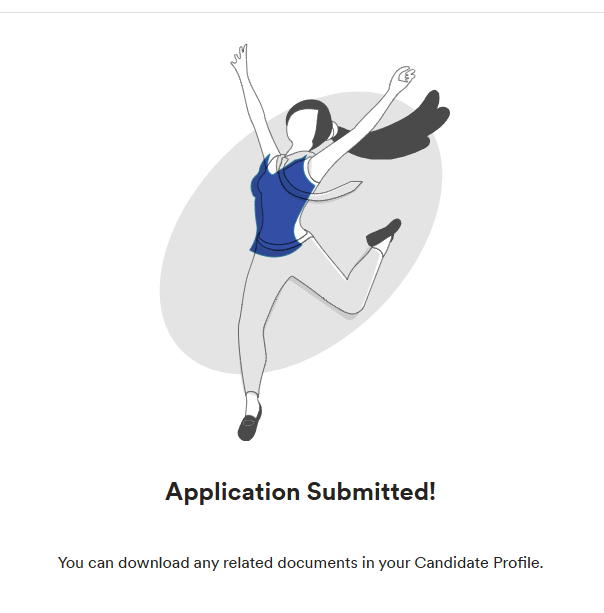 Application Submitted!
You can download any related documents in your Candidate Profile.